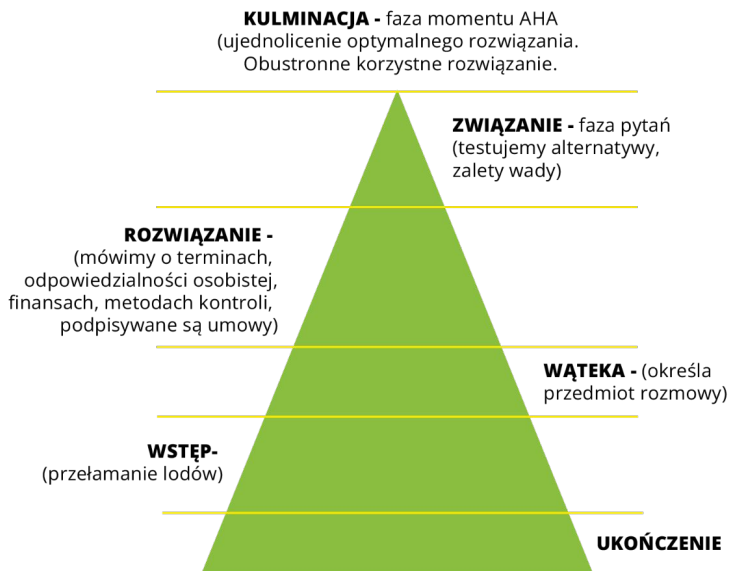 KULMINACJA - faza momentu AHA
(ujednolicenie optymalnego rozwiązania.
Obustronne korzystne rozwiązanie.
ZWIĄZANIE - faza pytań
(testujemy alternatywy,
zalety wady)
ROZWIĄZANIE -
(mówimy o terminach,
odpowiedzialności osobistej,
finansach, metodach kontroli,
podpisywane są umowy)
WĄTEKA - (określa
przedmiot rozmowy)
WSTĘP-
(przełamanie lodów)
UKOŃCZENIE